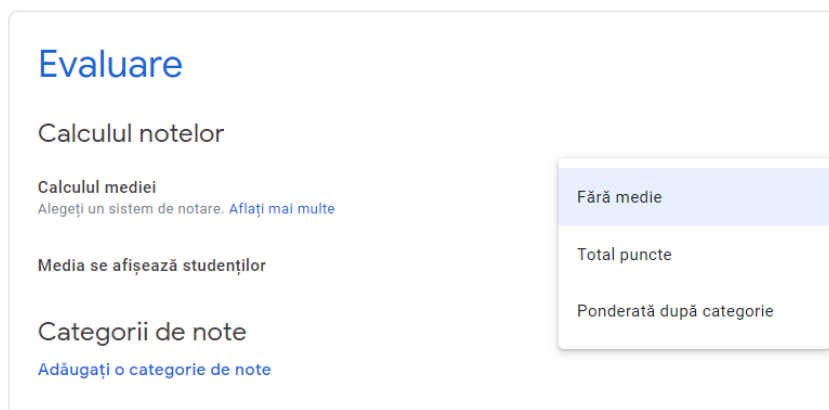 Evaluare
Calculul notelor
Calculul mediei
Alegeți un sistem de notare. Aflați mai multe
Media se afișează studenților
Fără medie
Total puncte
Ponderată după categorie
Categorii de note
Adăugați o categorie de note